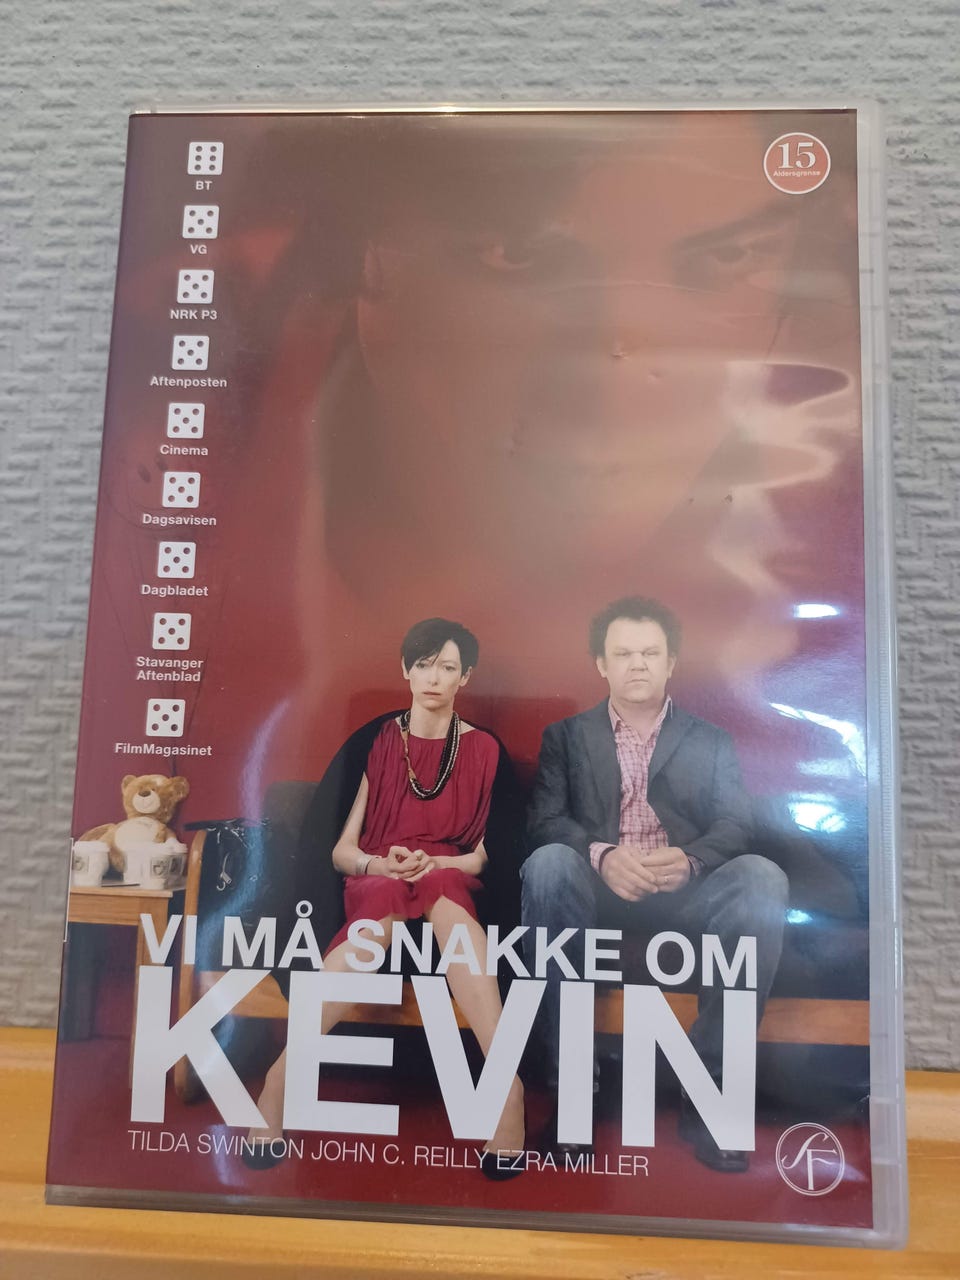 15
Aldersgrense
BT
VG
NRK P3
Aftenposten
Cinema
Dagsavisen
Dagbladet
Stavanger
Aftenblad
FilmMagasinet
VI MÅ SNAKKE OM
KEVIN
TILDA SWINTON JOHN C. REILLY EZRA MILLER
SF